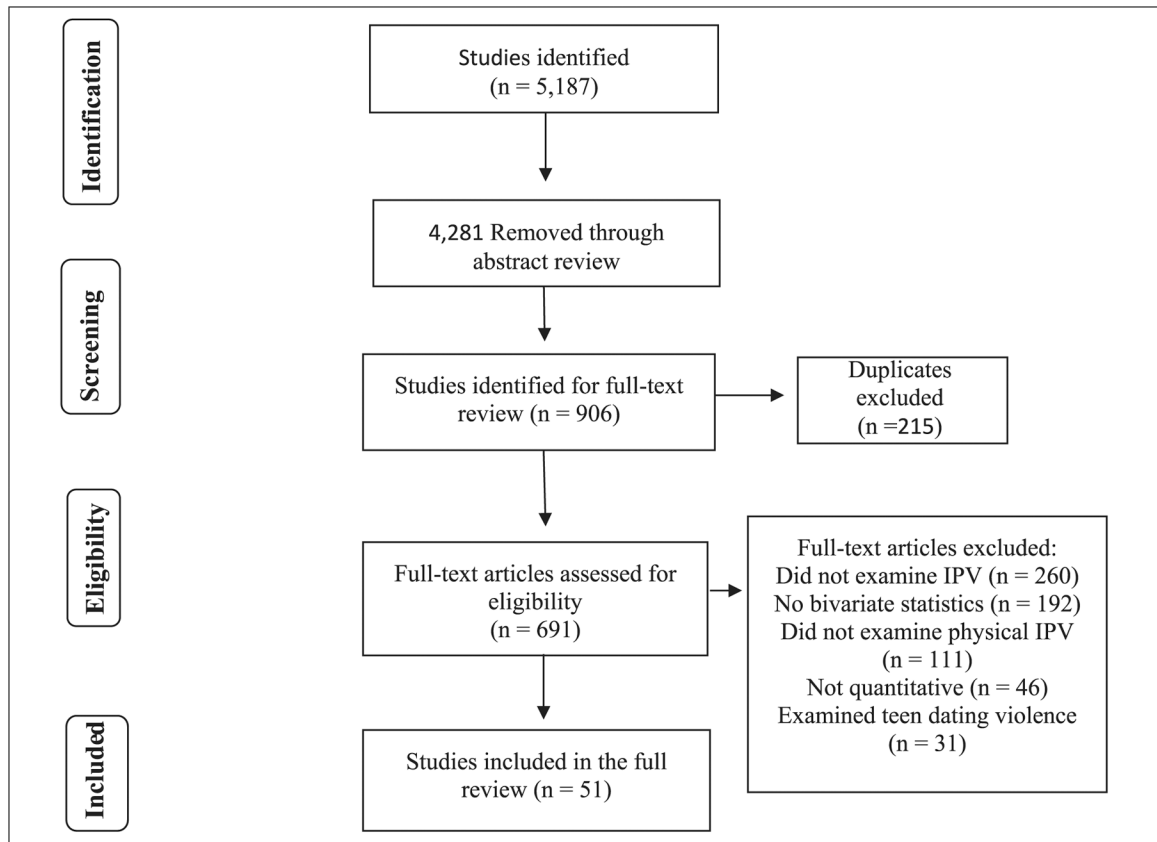 Identification
Studies identified
(n = 5,187)
4,281 Removed through
abstract review
Screening
Studies identified for full-text
review (n = 906)
Duplicates
excluded
(n =215)
Eligibility
Full-text articles assessed for
eligibility
(n = 691)
Full-text articles excluded:
Did not examine IPV (n = 260)
No bivariate statistics (n = 192)
Did not examine physical IPV
(n = 111)
Not quantitative (n = 46)
Examined teen dating violence
(n = 31)
Included
Studies included in the full
review (n = 51)